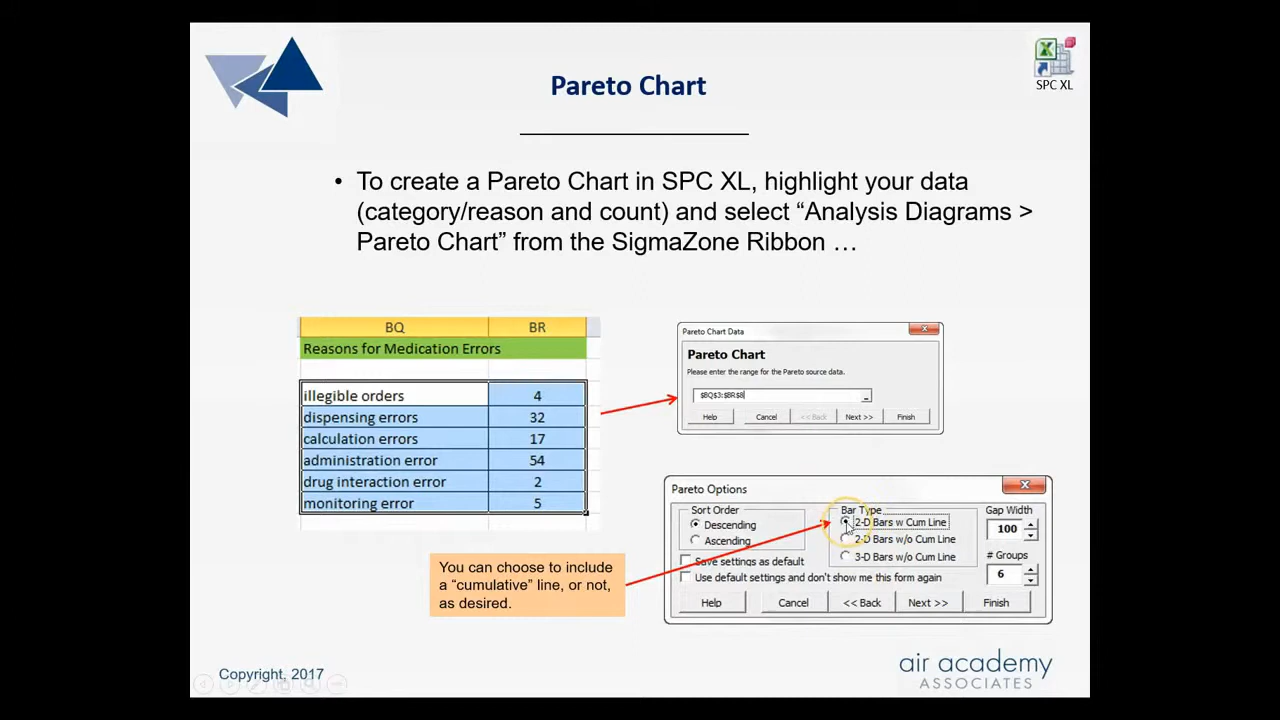 SPC XL
Pareto Chart
• To create a Pareto Chart in SPC XL, highlight your data
(category/reason and count) and select “Analysis Diagrams >
Pareto Chart” from the SigmaZone Ribbon …
BQ BR
Reasons for Medication Errors
illegible orders 4
dispensing errors 32
calculation errors 17
administration error 54
drug interaction error 2
monitoring error 5
Pareto Chart Data
Pareto Chart
Please enter the range for the Pareto source data.
$BQ$3:$BR$8
Help Cancel << Back Next >> Finish
Pareto Options
Sort Order
Descending
Ascending
Bar Type
2-D Bars w Cum Line
2-D Bars w/o Cum Line
3-D Bars w/o Cum Line
Gap Width
100
# Groups
6
Save settings as default
Use default settings and don't show me this form again
Help Cancel << Back Next >> Finish
You can choose to include
a “cumulative” line, or not,
as desired.
Copyright, 2017
air academy
ASSOCIATES